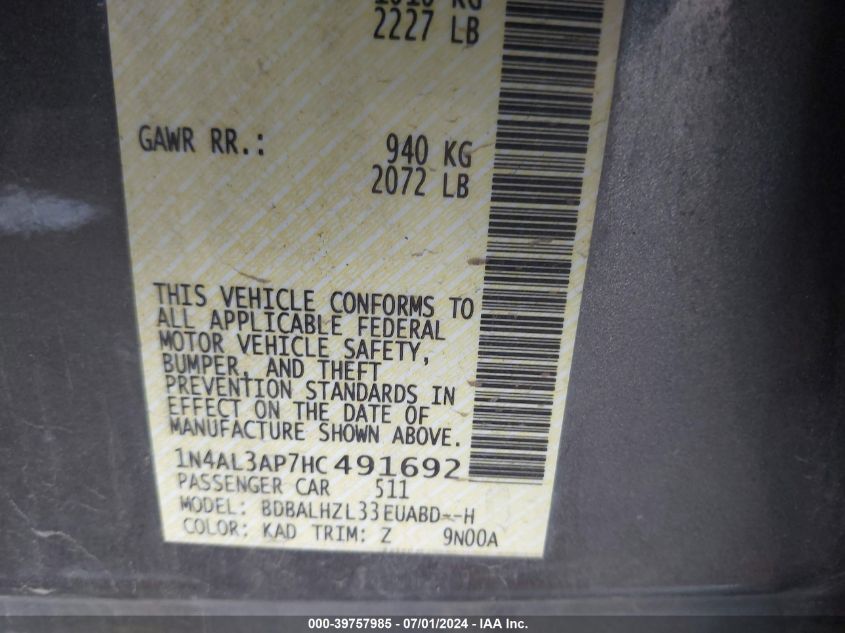 2227 LB
GAWR RR.: 940 KG
2072 LB
THIS VEHICLE CONFORMS TO
ALL APPLICABLE FEDERAL
MOTOR VEHICLE SAFETY,
BUMPER, AND THEFT
PREVENTION STANDARDS IN
EFFECT ON THE DATE OF
MANUFACTURE SHOWN ABOVE.
1N4AL3AP7HC491692
PASSENGER CAR 511
MODEL: BDBALHZL33EUABD--H
COLOR: KAD TRIM: Z 9N00A
000-39757985 - 07/01/2024 - IAA Inc.